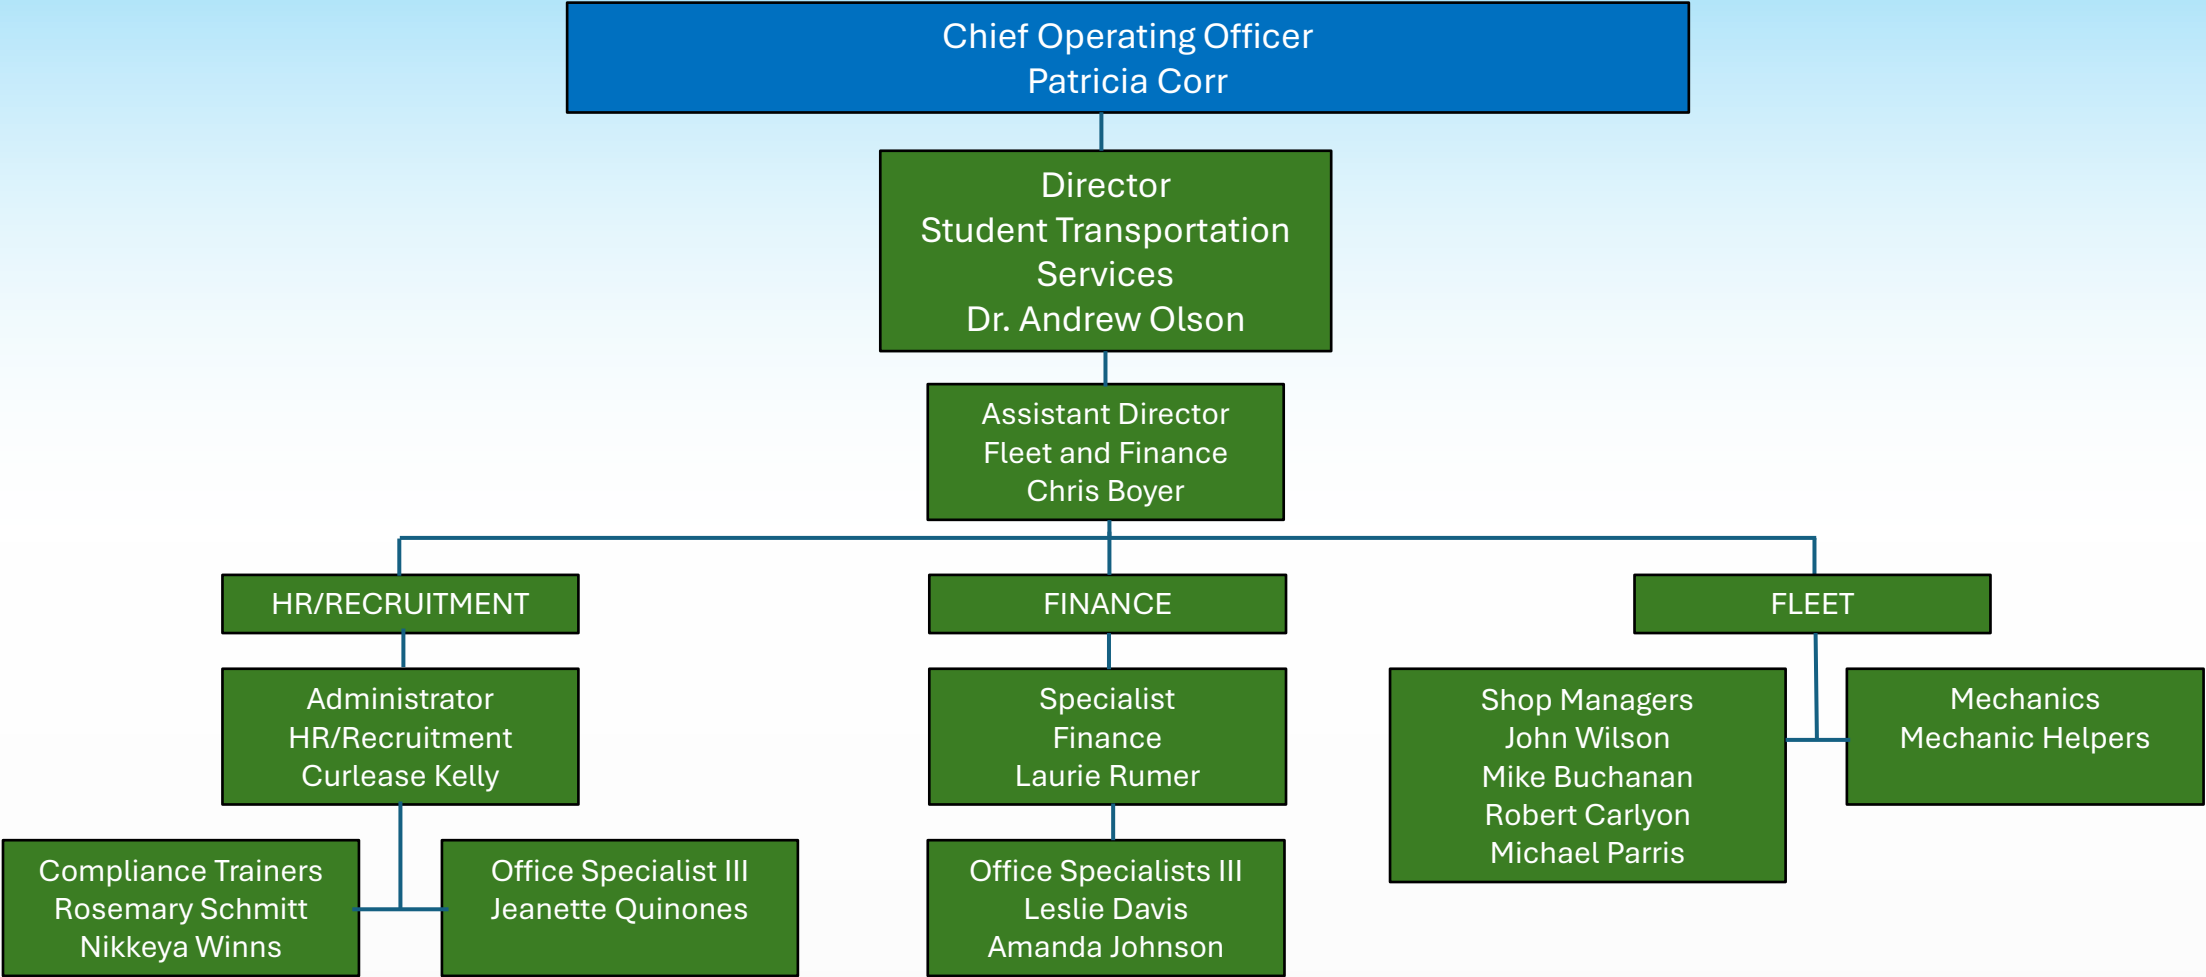 Chief Operating Officer
Patricia Corr
Director
Student Transportation
Services
Dr. Andrew Olson
Assistant Director
Fleet and Finance
Chris Boyer
HR/RECRUITMENT
FINANCE
FLEET
Administrator
HR/Recruitment
Curlease Kelly
Specialist
Finance
Laurie Rumer
Shop Managers
John Wilson
Mike Buchanan
Robert Carlyon
Michael Parris
Mechanics
Mechanic Helpers
Compliance Trainers
Rosemary Schmitt
Nikkeya Winns
Office Specialist III
Jeanette Quinones
Office Specialists III
Leslie Davis
Amanda Johnson